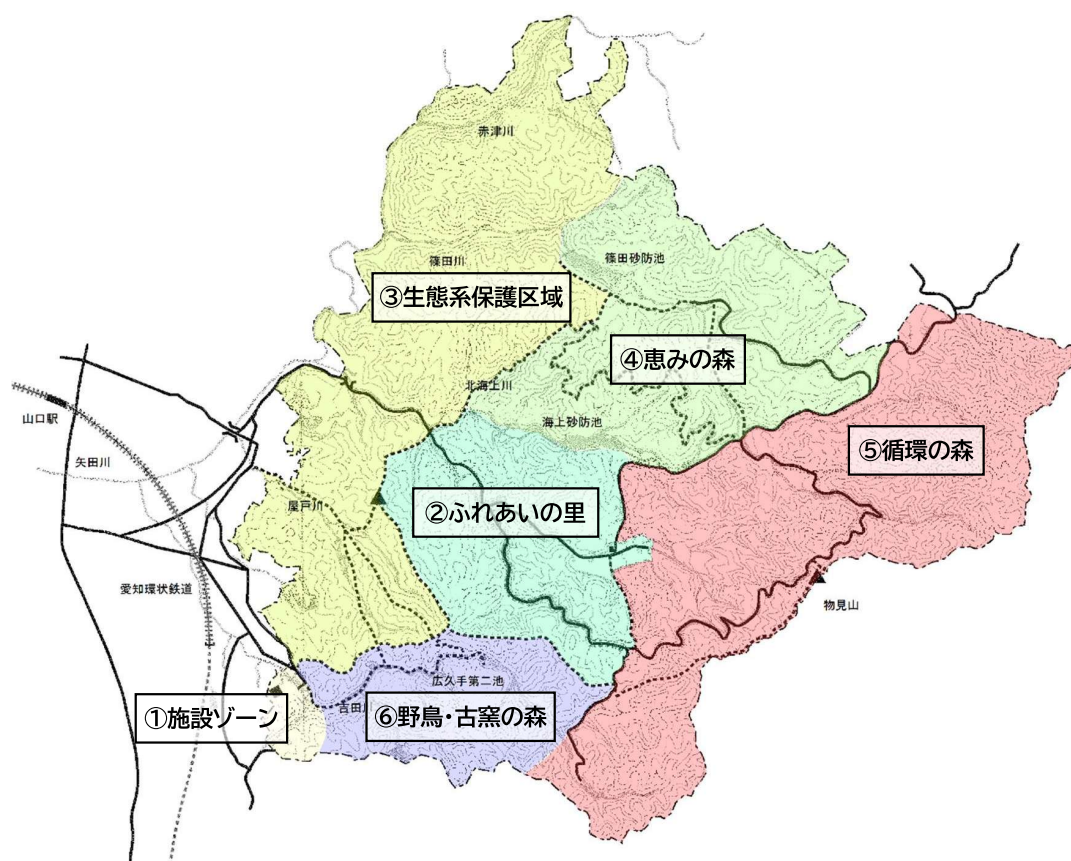 赤津川
篠田川
篠田砂防池
③生態系保護区域
④恵みの森
北海上川
山口駅
海上砂防池
⑤循環の森
矢田川
屋戸川
②ふれあいの里
愛知環状鉄道
物見山
広久手第二池
吉田川
①施設ゾーン
⑥野鳥・古窯の森